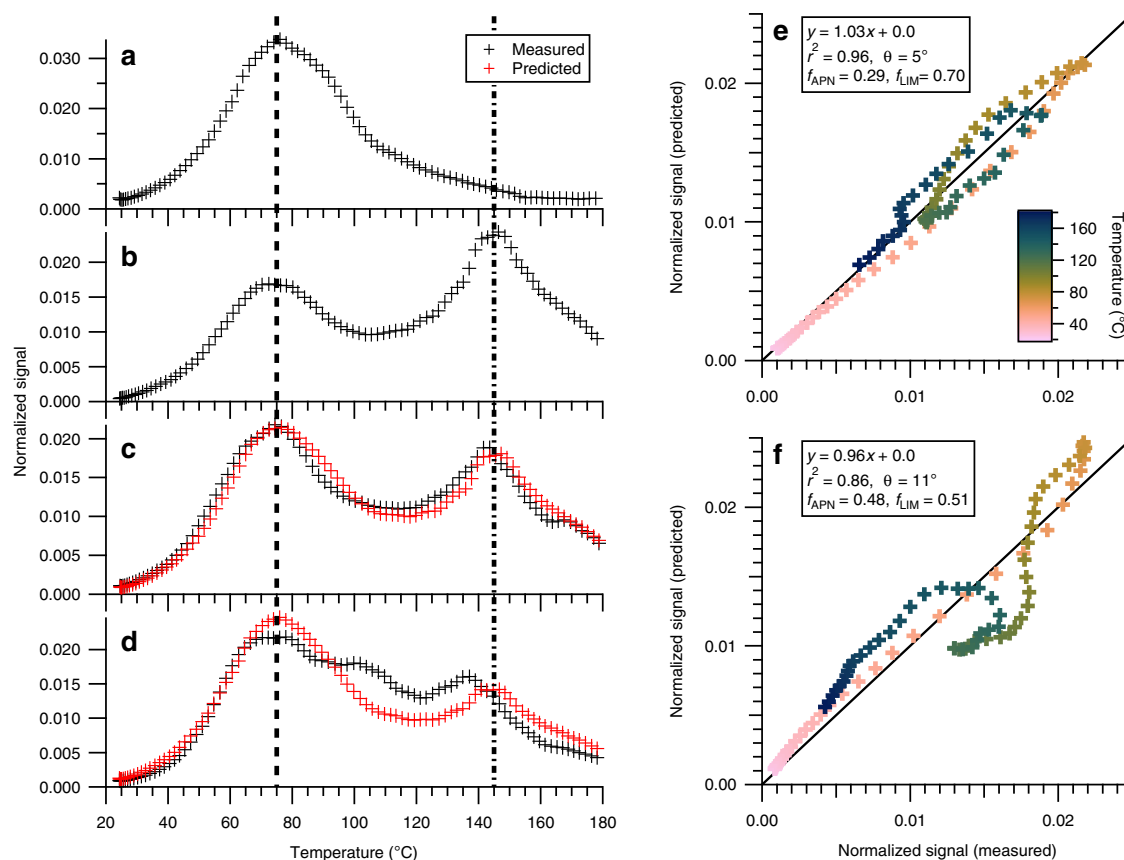 a
Measured
Predicted
0.030
0.020
0.010
0.000
b
0.020
0.015
0.010
0.005
0.000
Normalized signal
c
0.020
0.015
0.010
0.005
0.000
d
0.020
0.015
0.010
0.005
0.000
20 40 60 80 100 120 140 160 180
Temperature (°C)
e
y = 1.03x + 0.0
r² = 0.96, θ = 5°
f_APN = 0.29, f_LIM = 0.70
Normalized signal (predicted)
0.02
0.01
0.00
0.00 0.01 0.02
160
120
80
40
Temperature (°C)
f
y = 0.96x + 0.0
r² = 0.86, θ = 11°
f_APN = 0.48, f_LIM = 0.51
Normalized signal (predicted)
0.02
0.01
0.00
0.00 0.01 0.02
Normalized signal (measured)